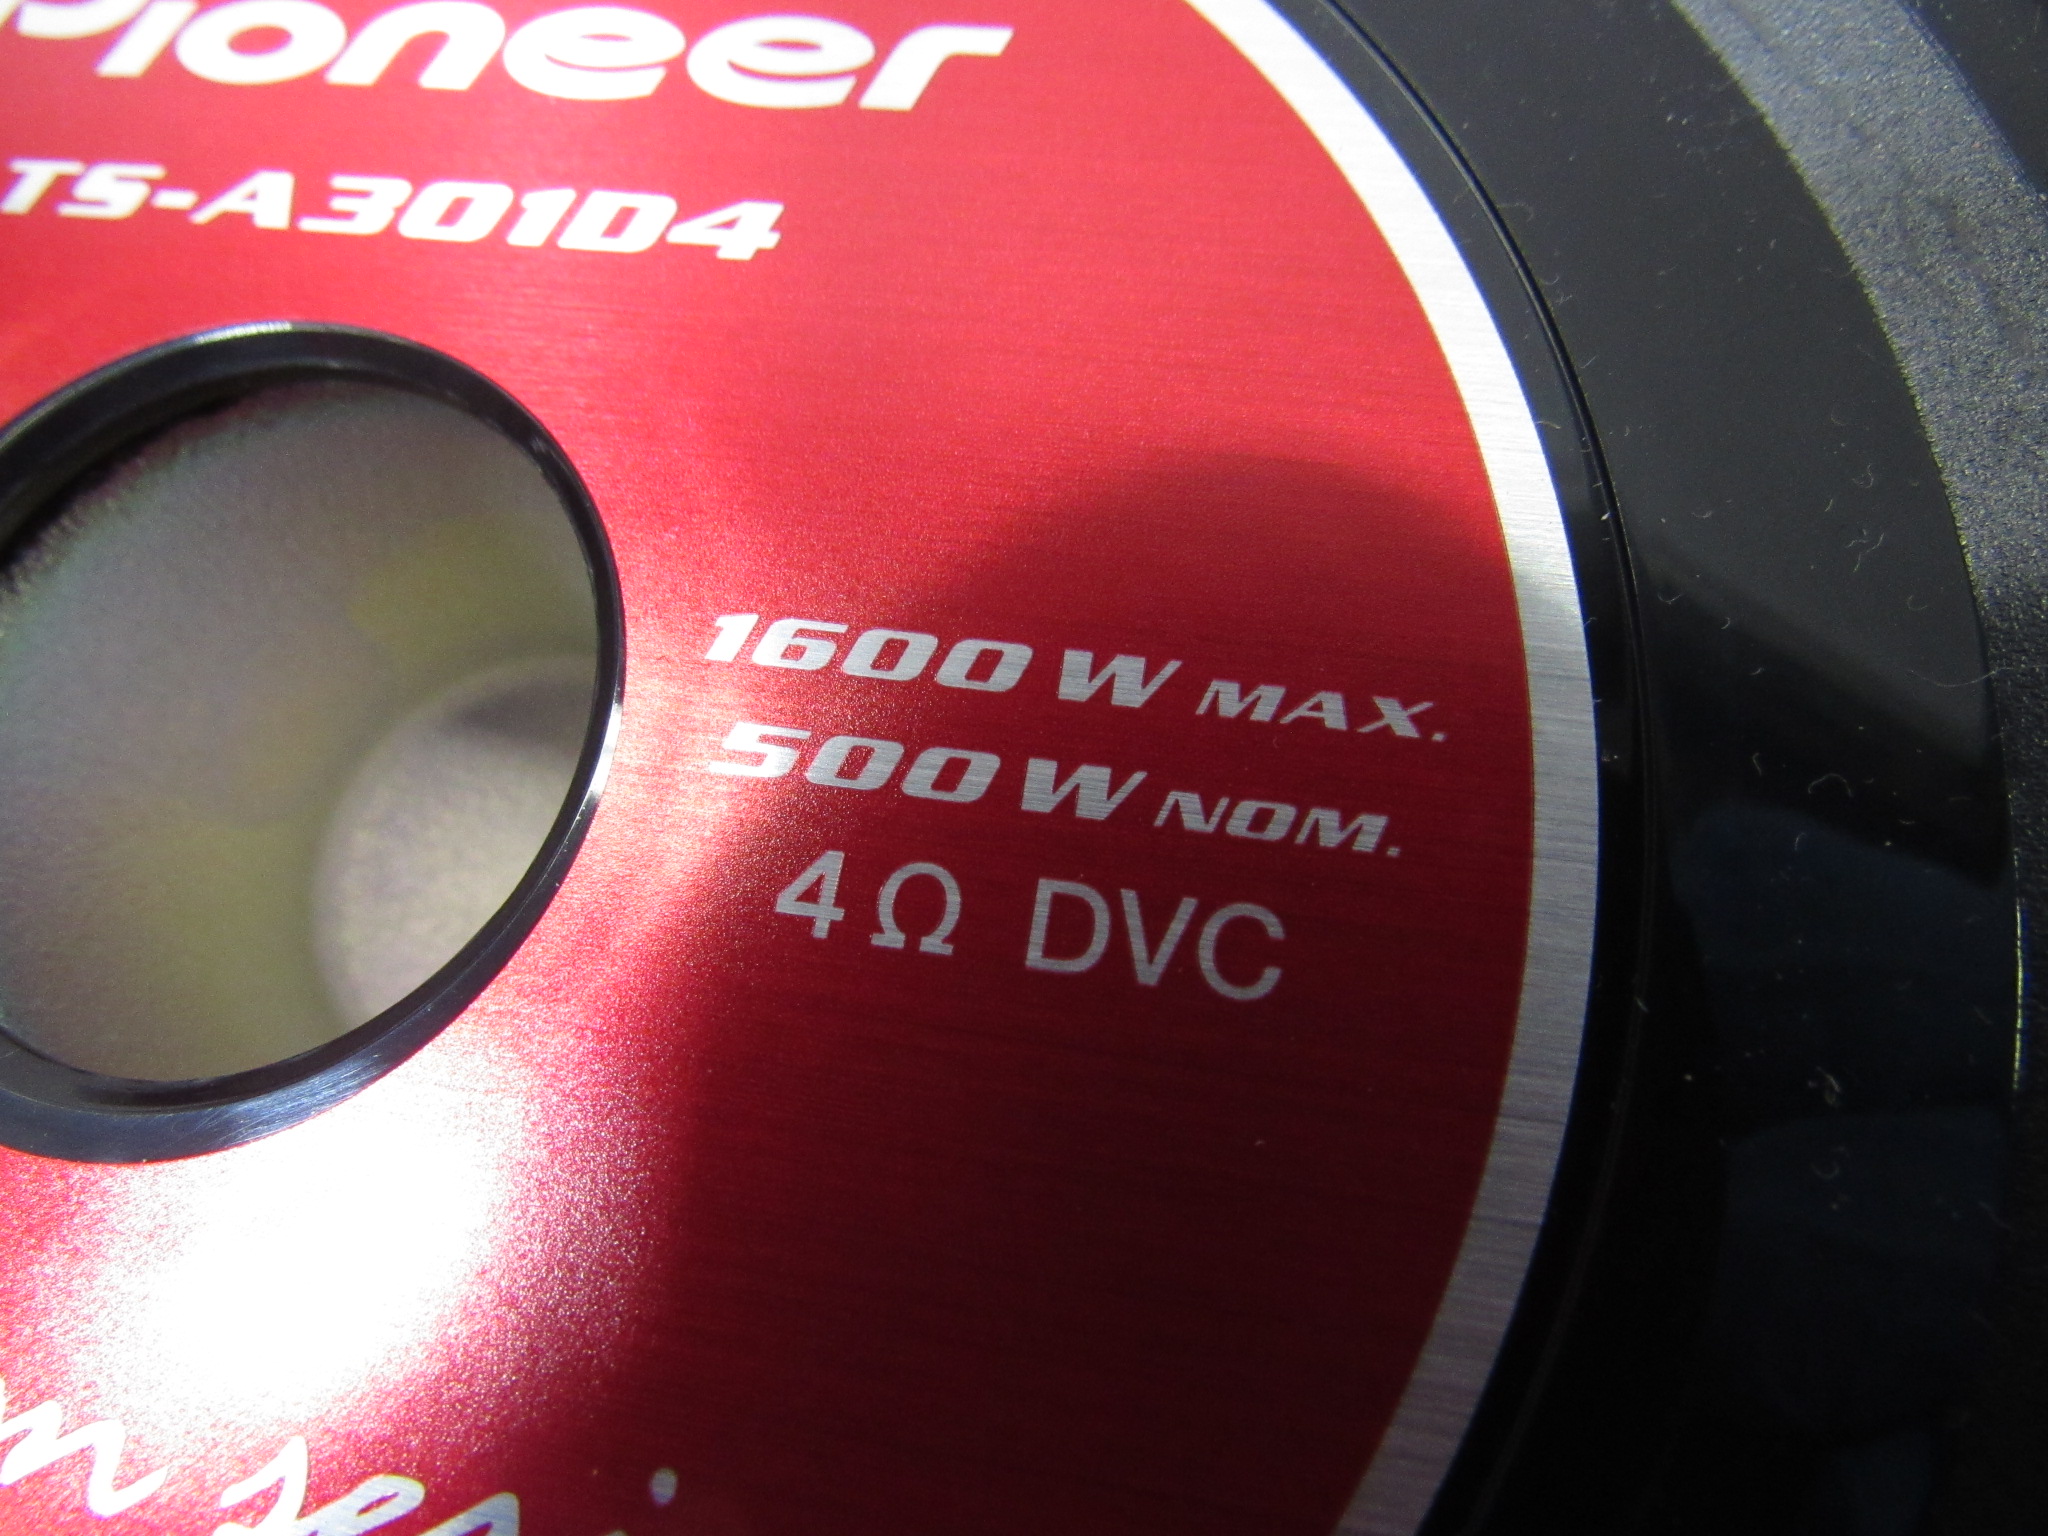 Pioneer
TS-A301D4
1600 W MAX.
500 W NOM.
4 Ω DVC